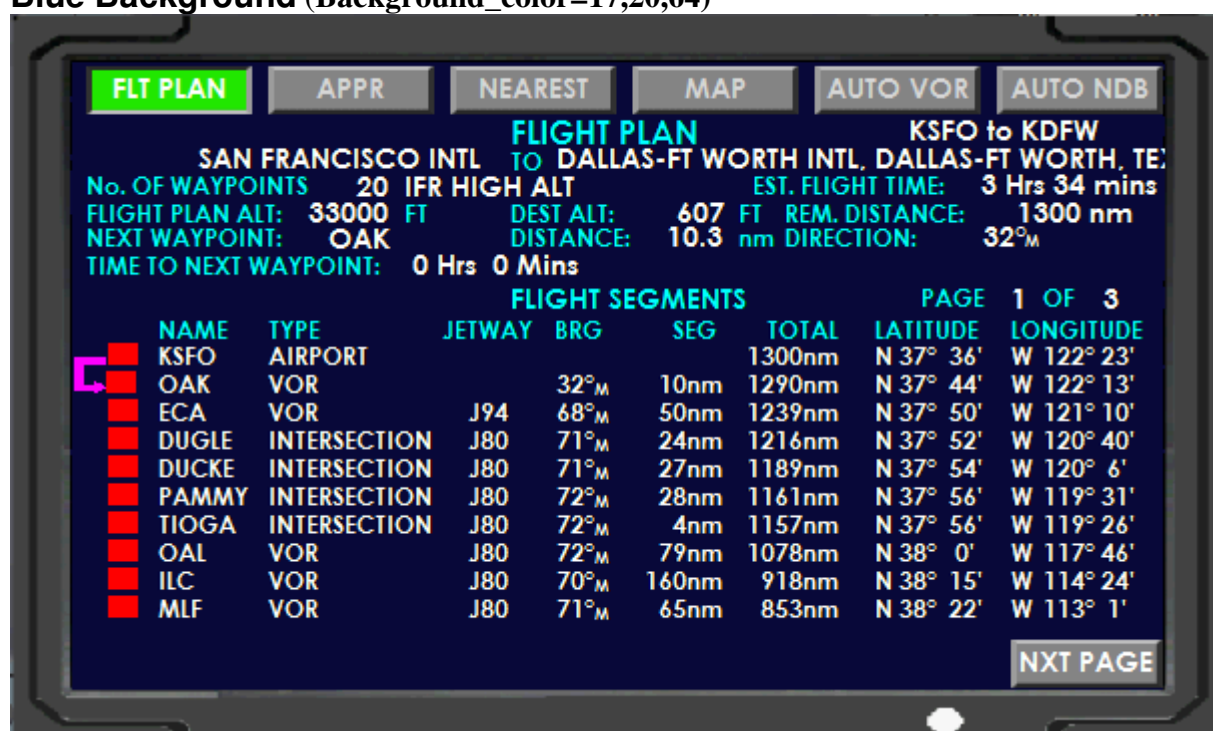 Blue Background (Background_color=17,20,64)
FLT PLAN APPR NEAREST MAP AUTO VOR AUTO NDB
FLIGHT PLAN KSFO to KDFW
SAN FRANCISCO INTL TO DALLAS-FT WORTH INTL, DALLAS-FT WORTH, TE
No. OF WAYPOINTS 20 IFR HIGH ALT EST. FLIGHT TIME: 3 Hrs 34 mins
FLIGHT PLAN ALT: 33000 FT DEST ALT: 607 FT REM. DISTANCE: 1300 nm
NEXT WAYPOINT: OAK DISTANCE: 10.3 nm DIRECTION: 32°M
TIME TO NEXT WAYPOINT: 0 Hrs 0 Mins
FLIGHT SEGMENTS PAGE 1 OF 3
NAME TYPE JETWAY BRG SEG TOTAL LATITUDE LONGITUDE
KSFO AIRPORT 1300nm N 37° 36' W 122° 23'
OAK VOR 32°M 10nm 1290nm N 37° 44' W 122° 13'
ECA VOR J94 68°M 50nm 1239nm N 37° 50' W 121° 10'
DUGLE INTERSECTION J80 71°M 24nm 1216nm N 37° 52' W 120° 40'
DUCKE INTERSECTION J80 71°M 27nm 1189nm N 37° 54' W 120° 6'
PAMMY INTERSECTION J80 72°M 28nm 1161nm N 37° 56' W 119° 31'
TIOGA INTERSECTION J80 72°M 4nm 1157nm N 37° 56' W 119° 26'
OAL VOR J80 72°M 79nm 1078nm N 38° 0' W 117° 46'
ILC VOR J80 70°M 160nm 918nm N 38° 15' W 114° 24'
MLF VOR J80 71°M 65nm 853nm N 38° 22' W 113° 1'
NXT PAGE